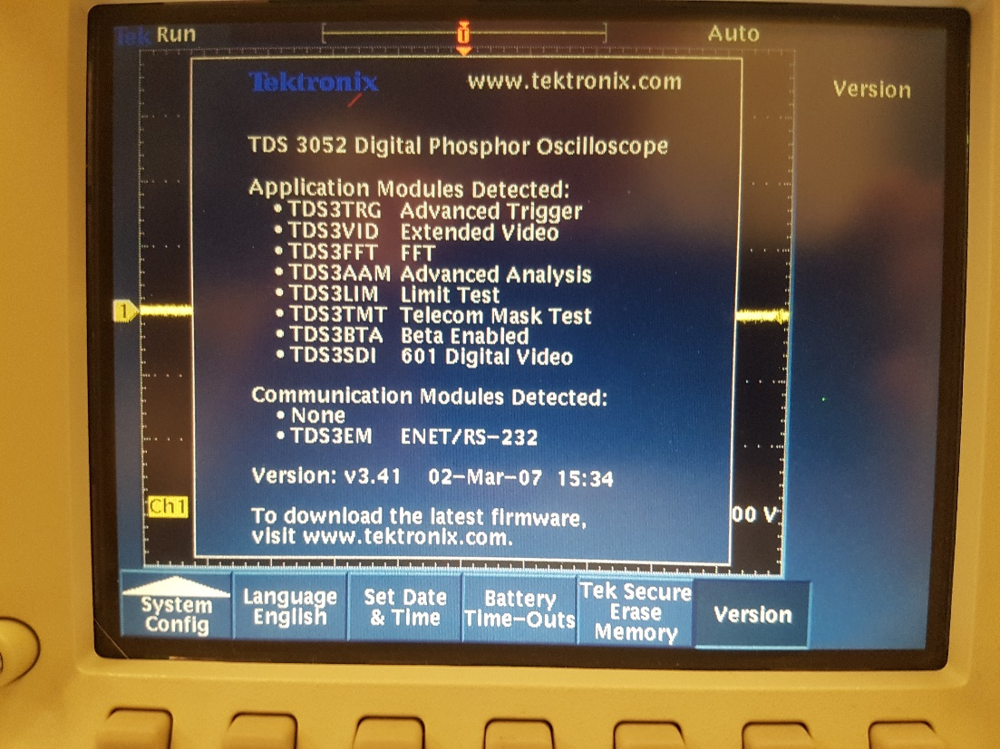 Tek Run
T
Auto
Tektronix
www.tektronix.com
Version
TDS 3052 Digital Phosphor Oscilloscope
Application Modules Detected:
• TDS3TRG Advanced Trigger
• TDS3VID Extended Video
• TDS3FFT FFT
• TDS3AAM Advanced Analysis
• TDS3LIM Limit Test
• TDS3TMT Telecom Mask Test
• TDS3BTA Beta Enabled
• TDS3SDI 601 Digital Video
1
Communication Modules Detected:
• None
• TDS3EM ENET/RS-232
Version: v3.41 02-Mar-07 15:34
Ch1
To download the latest firmware,
visit www.tektronix.com.
00 V
System
Config
Language
English
Set Date
& Time
Battery
Time-Outs
Tek Secure
Erase
Memory
Version